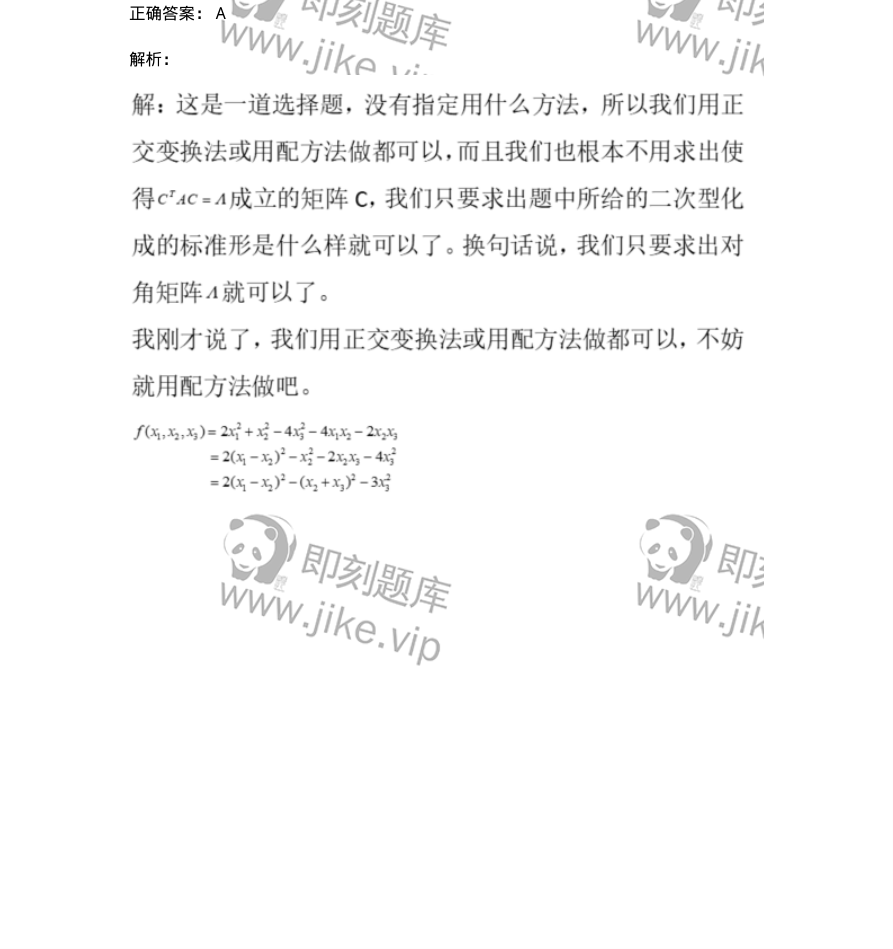 正确答案： A
即刻题库
即
www.jike.vi
www.jik
解析：
解：这是一道选择题，没有指定用什么方法，所以我们用正
交变换法或用配方法做都可以，而且我们也根本不用求出使
得CᵀAC = Λ成立的矩阵 C，我们只要求出题中所给的二次型化
成的标准形是什么样就可以了。换句话说，我们只要求出对
角矩阵Λ就可以了。
我刚才说了，我们用正交变换法或用配方法做都可以，不妨
就用配方法做吧。
f(x₁,x₂,x₃)= 2x₁² + x₂² − 4x₃² − 4x₁x₂ − 2x₂x₃
= 2(x₁ − x₂)² − x₂² − 2x₂x₃ − 4x₃²
= 2(x₁ − x₂)² − (x₂ + x₃)² − 3x₃²
即刻题库
即
www.jike.vip
www.jik